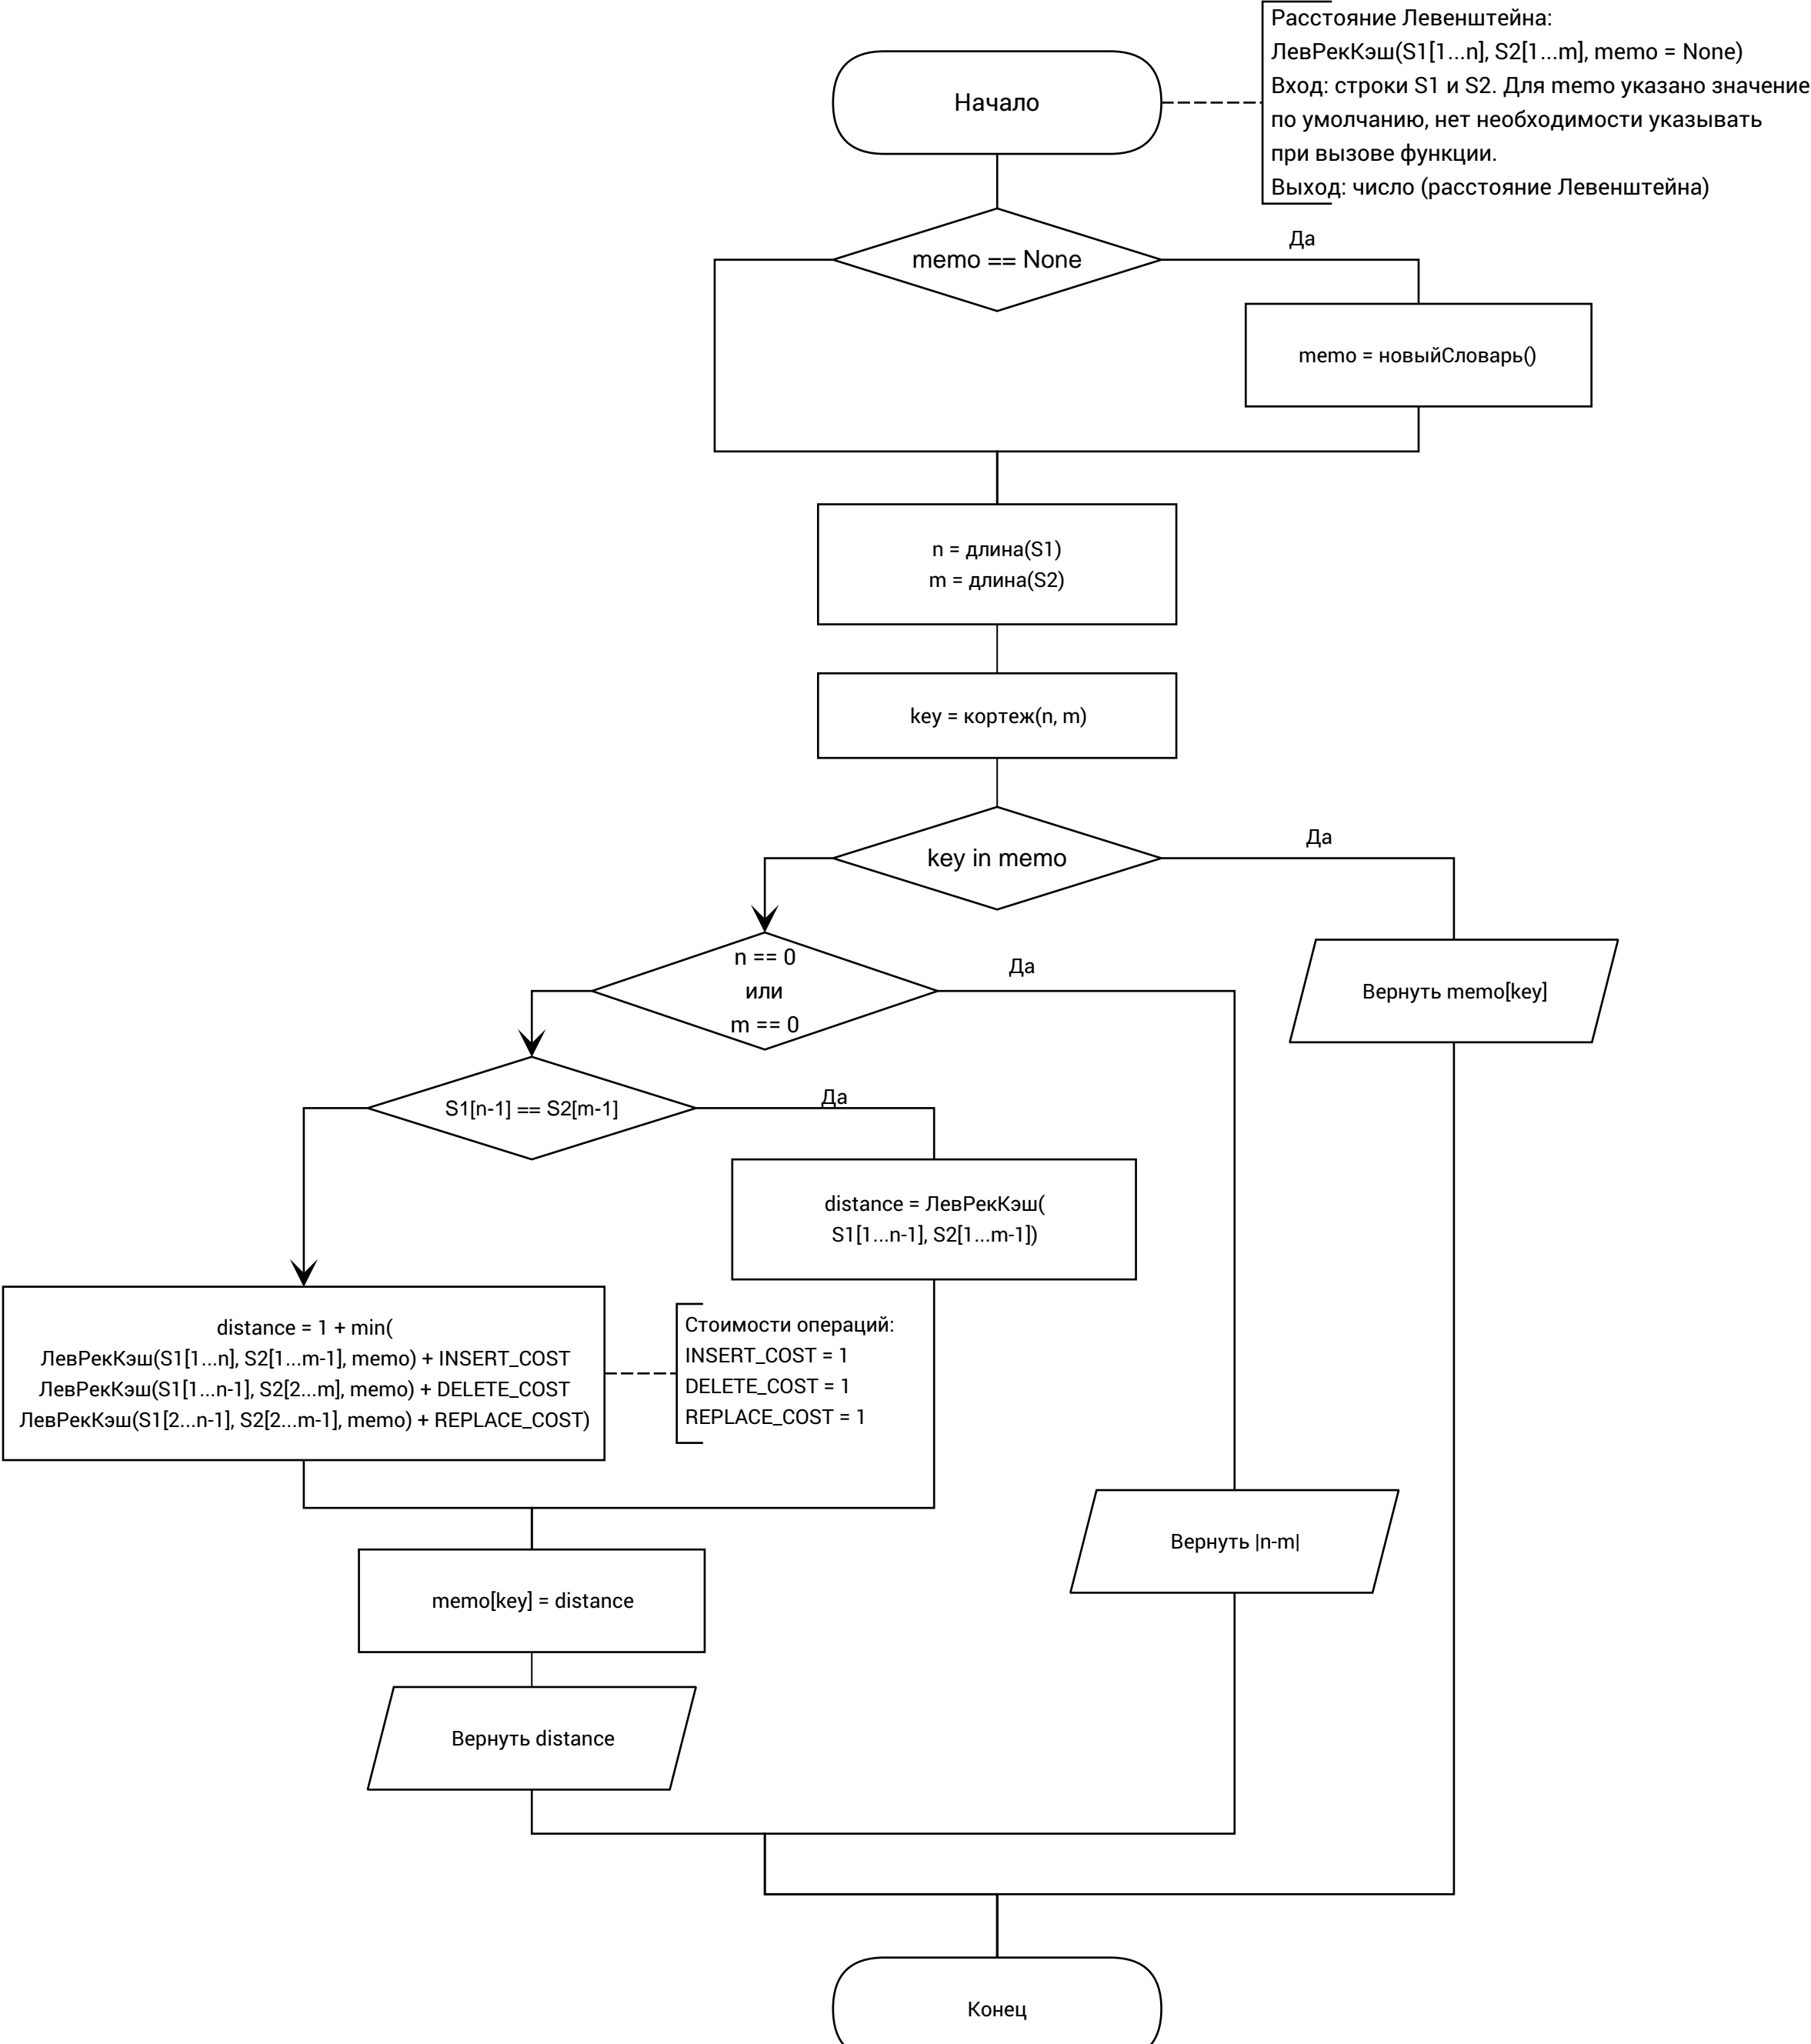 Расстояние Левенштейна:
ЛевРекКэш(S1[1...n], S2[1...m], memo = None)
Вход: строки S1 и S2. Для memo указано значение
по умолчанию, нет необходимости указывать
при вызове функции.
Выход: число (расстояние Левенштейна)
Начало
memo == None
Да
memo = новыйСловарь()
n = длина(S1)
m = длина(S2)
key = кортеж(n, m)
key in memo
Да
Вернуть memo[key]
n == 0
или
m == 0
Да
S1[n-1] == S2[m-1]
Да
distance = ЛевРекКэш(
S1[1...n-1], S2[1...m-1])
distance = 1 + min(
ЛевРекКэш(S1[1...n], S2[1...m-1], memo) + INSERT_COST
ЛевРекКэш(S1[1...n-1], S2[2...m], memo) + DELETE_COST
ЛевРекКэш(S1[2...n-1], S2[2...m-1], memo) + REPLACE_COST)
Стоимости операций:
INSERT_COST = 1
DELETE_COST = 1
REPLACE_COST = 1
Вернуть |n-m|
memo[key] = distance
Вернуть distance
Конец